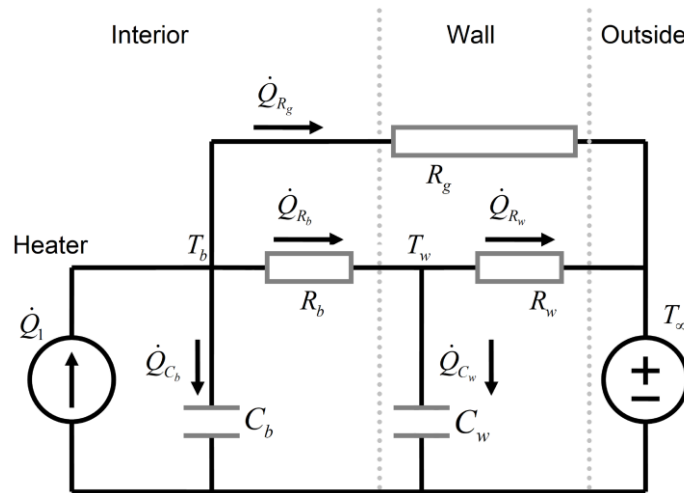 Interior Wall Outside
Q̇_{R_g}
R_g
Q̇_{R_b} Q̇_{R_w}
Heater T_b T_w
R_b R_w
Q̇_1 T_∞
Q̇_{C_b} Q̇_{C_w}
+
−
C_b C_w